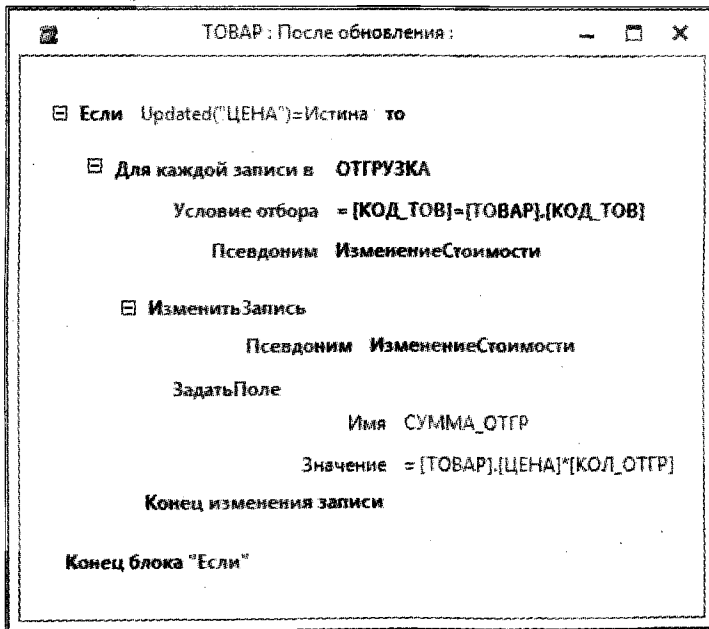 ТОВАР : После обновления :
Если Updated("ЦЕНА")=Истина то
Для каждой записи в ОТГРУЗКА
Условие отбора = [КОД_ТОВ]=[ТОВАР].[КОД_ТОВ]
Псевдоним ИзменениеСтоимости
ИзменитьЗапись
Псевдоним ИзменениеСтоимости
ЗадатьПоле
Имя СУММА_ОТГР
Значение = [ТОВАР].[ЦЕНА]*[КОЛ_ОТГР]
Конец изменения записи
Конец блока "Если"